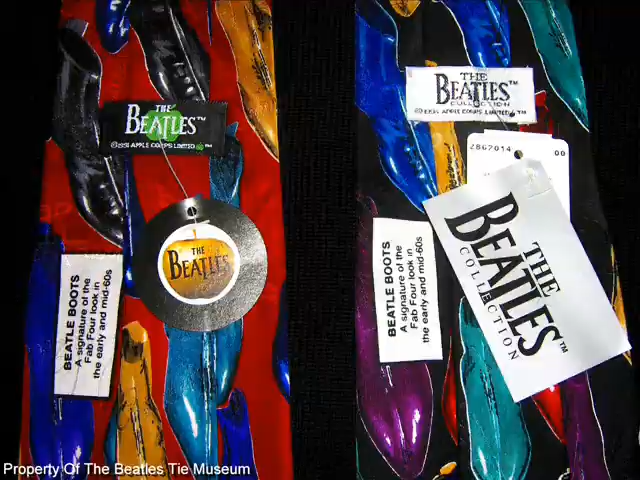 THE
BEATLES™
©1991 APPLE CORPS LIMITED ™
THE
BEATLES
BEATLE BOOTS
A signature of the
Fab Four look in
the early and mid-60s
THE
BEATLES™
COLLECTION
©1991 APPLE CORPS LIMITED
2867014 00
THE
BEATLES™
COLLECTION
BEATLE BOOTS
A signature of the
Fab Four look in
the early and mid-60s
Property Of The Beatles Tie Museum